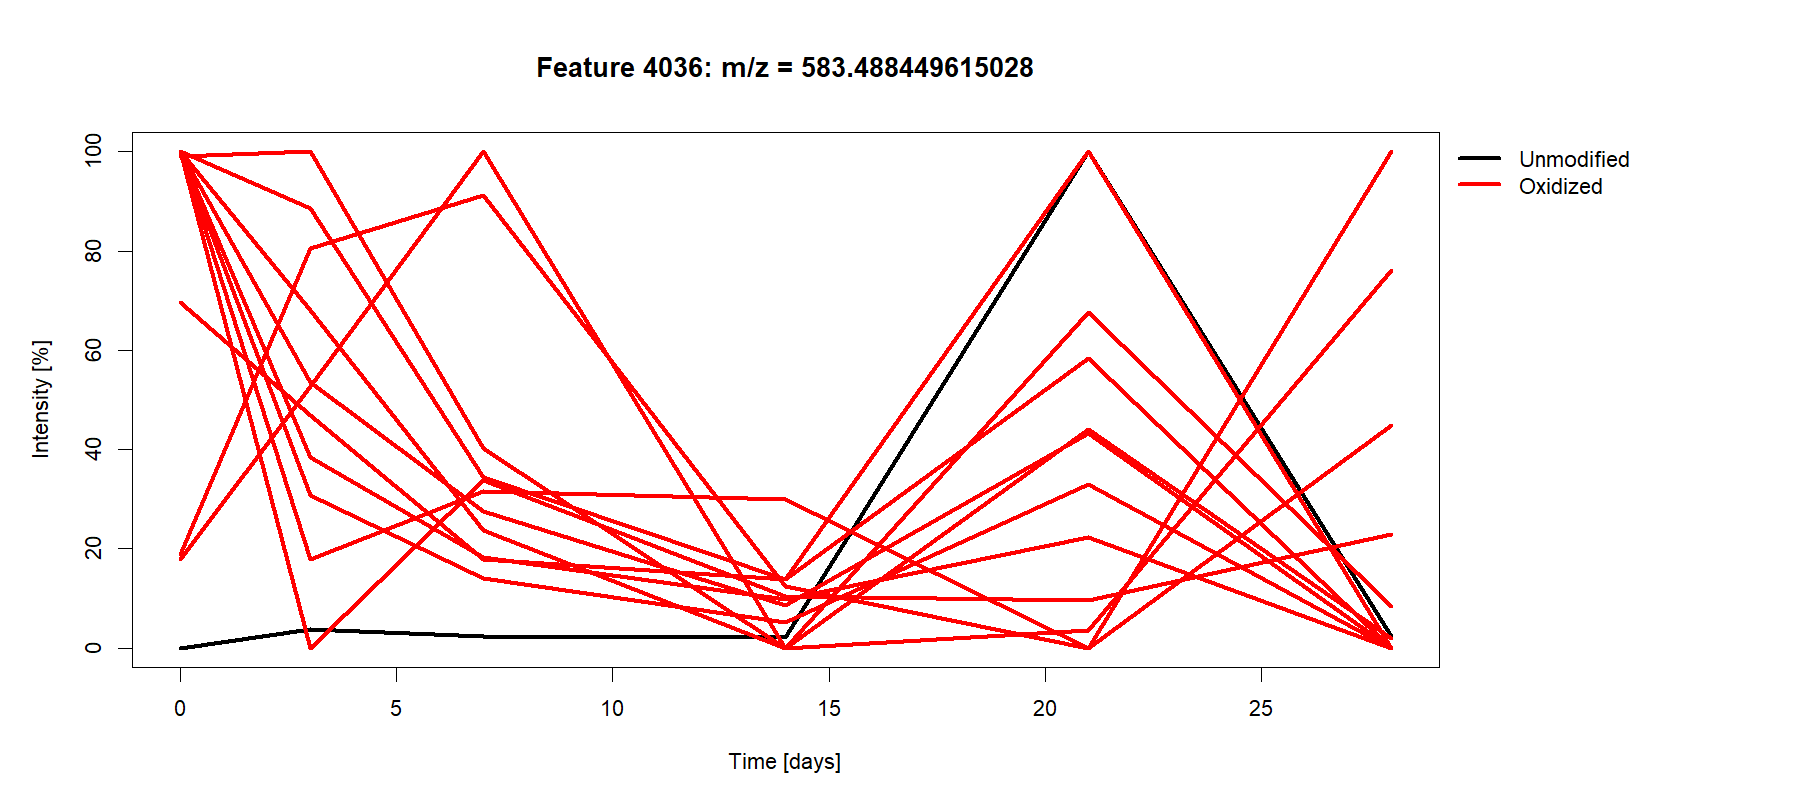 Feature 4036: m/z = 583.488449615028
Unmodified
Oxidized
100
80
60
40
20
0
Intensity [%]
0 5 10 15 20 25
Time [days]